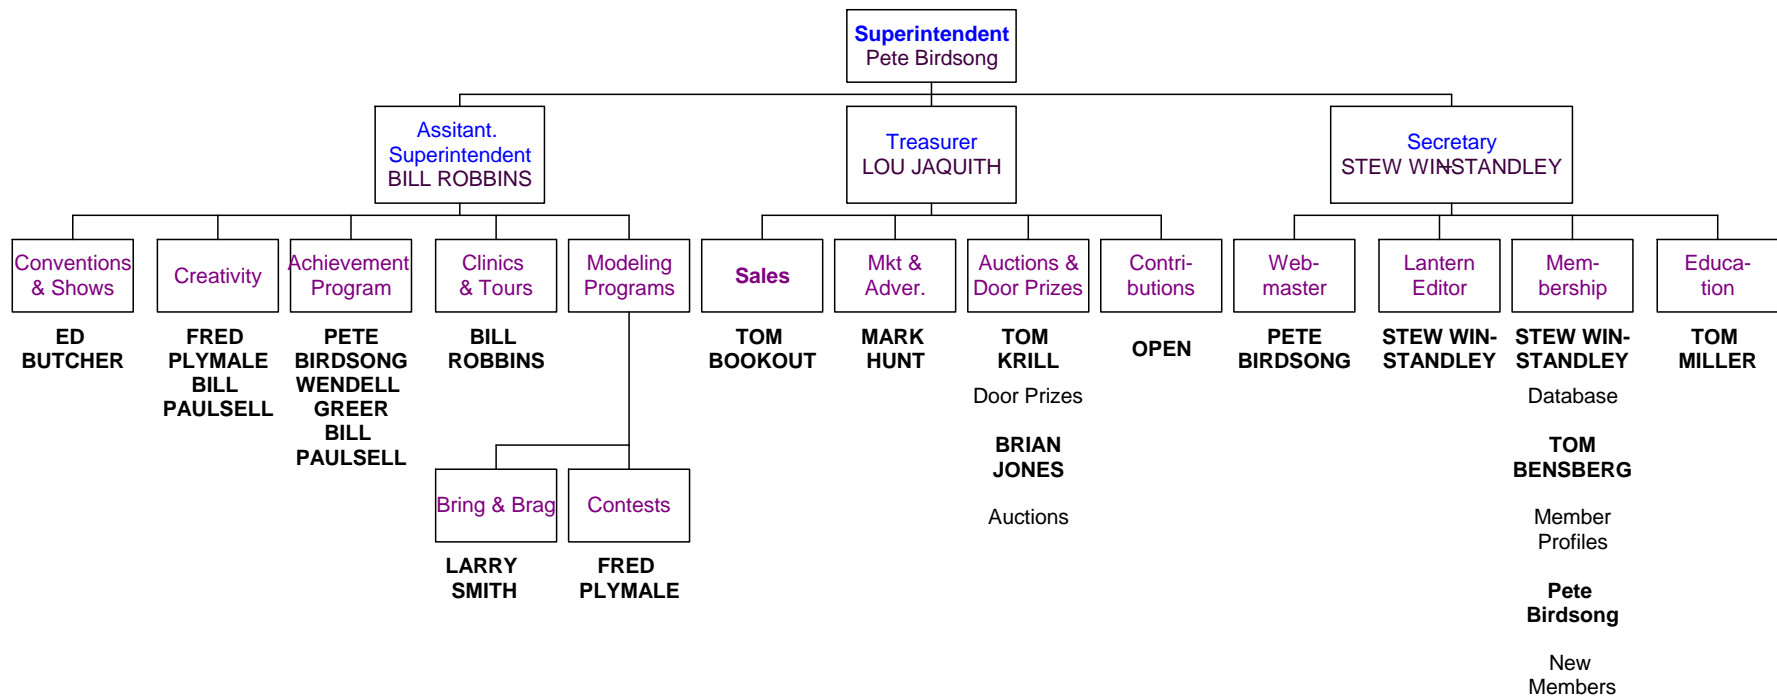 Superintendent
Pete Birdsong
Assitant.
Superintendent
BILL ROBBINS
Treasurer
LOU JAQUITH
Secretary
STEW WIN-STANDLEY
Conventions
& Shows
ED
BUTCHER
Creativity
FRED
PLYMALE
BILL
PAULSELL
Achievement
Program
PETE
BIRDSONG
WENDELL
GREER
BILL
PAULSELL
Clinics
& Tours
BILL
ROBBINS
Modeling
Programs
Bring & Brag
LARRY
SMITH
Contests
FRED
PLYMALE
Sales
TOM
BOOKOUT
Mkt &
Adver.
MARK
HUNT
Auctions &
Door Prizes
TOM
KRILL
Door Prizes
BRIAN
JONES
Auctions
Contri-
butions
OPEN
Web-
master
PETE
BIRDSONG
Lantern
Editor
STEW WIN-
STANDLEY
Mem-
bership
STEW WIN-
STANDLEY
Database
TOM
BENSBERG
Member
Profiles
Pete
Birdsong
New
Members
Educa-
tion
TOM
MILLER